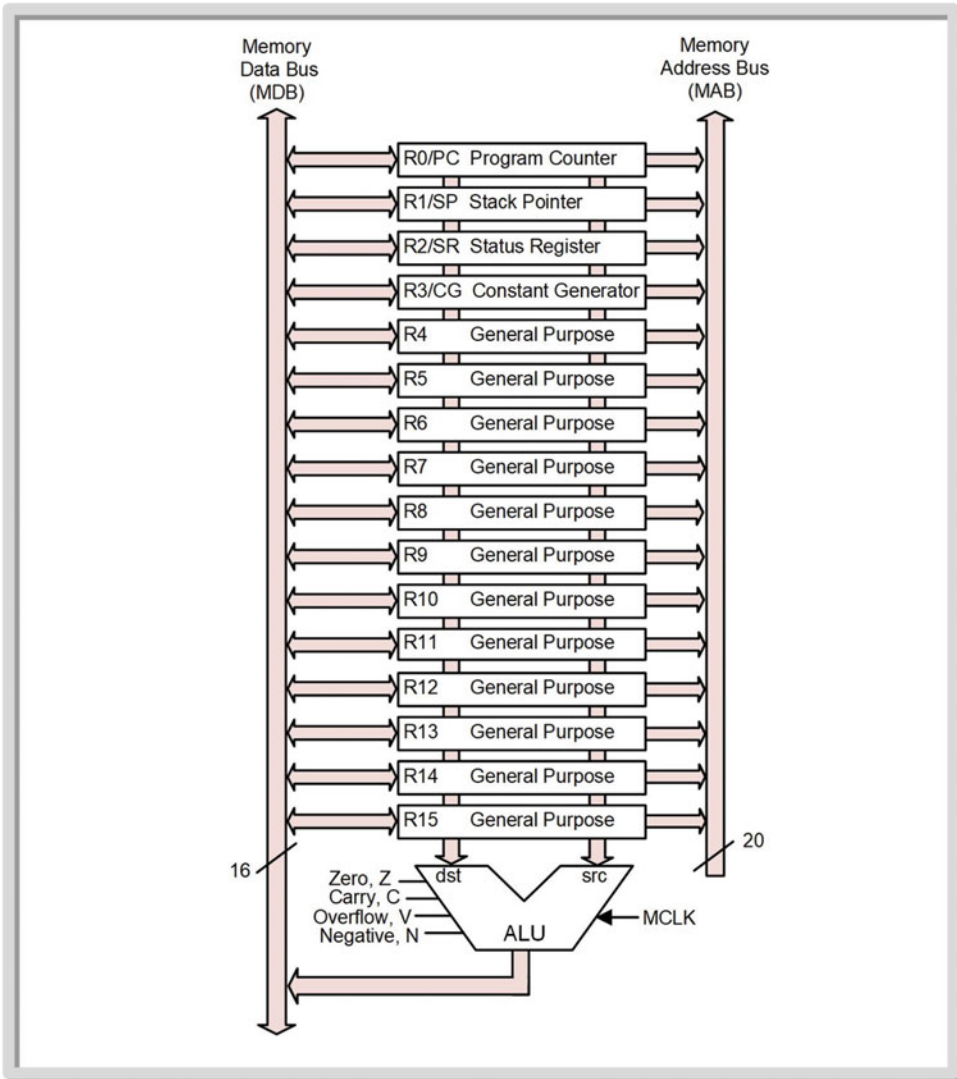 Memory
Data Bus
(MDB)
Memory
Address Bus
(MAB)
R0/PC Program Counter
R1/SP Stack Pointer
R2/SR Status Register
R3/CG Constant Generator
R4 General Purpose
R5 General Purpose
R6 General Purpose
R7 General Purpose
R8 General Purpose
R9 General Purpose
R10 General Purpose
R11 General Purpose
R12 General Purpose
R13 General Purpose
R14 General Purpose
R15 General Purpose
16
20
dst
src
Zero, Z
Carry, C
Overflow, V
Negative, N
ALU
MCLK